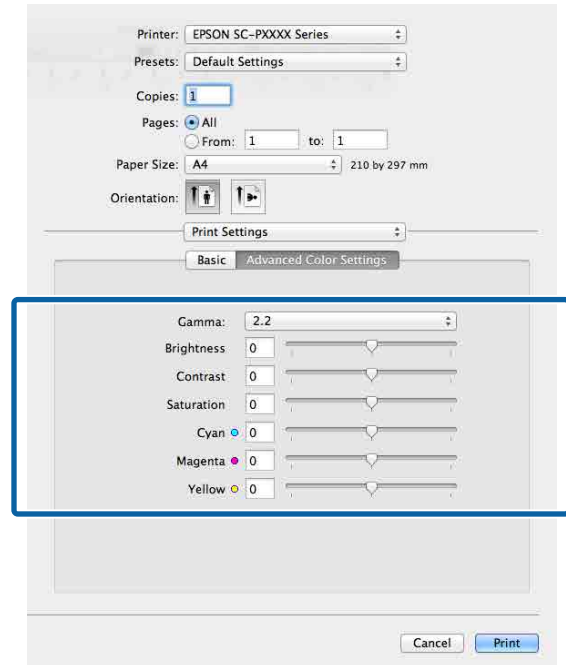 Printer: EPSON SC-PXXXX Series
Presets: Default Settings
Copies: 1
Pages: All
From: 1 to: 1
Paper Size: A4 210 by 297 mm
Orientation:
Print Settings
Basic Advanced Color Settings
Gamma: 2.2
Brightness 0
Contrast 0
Saturation 0
Cyan 0
Magenta 0
Yellow 0
Cancel Print